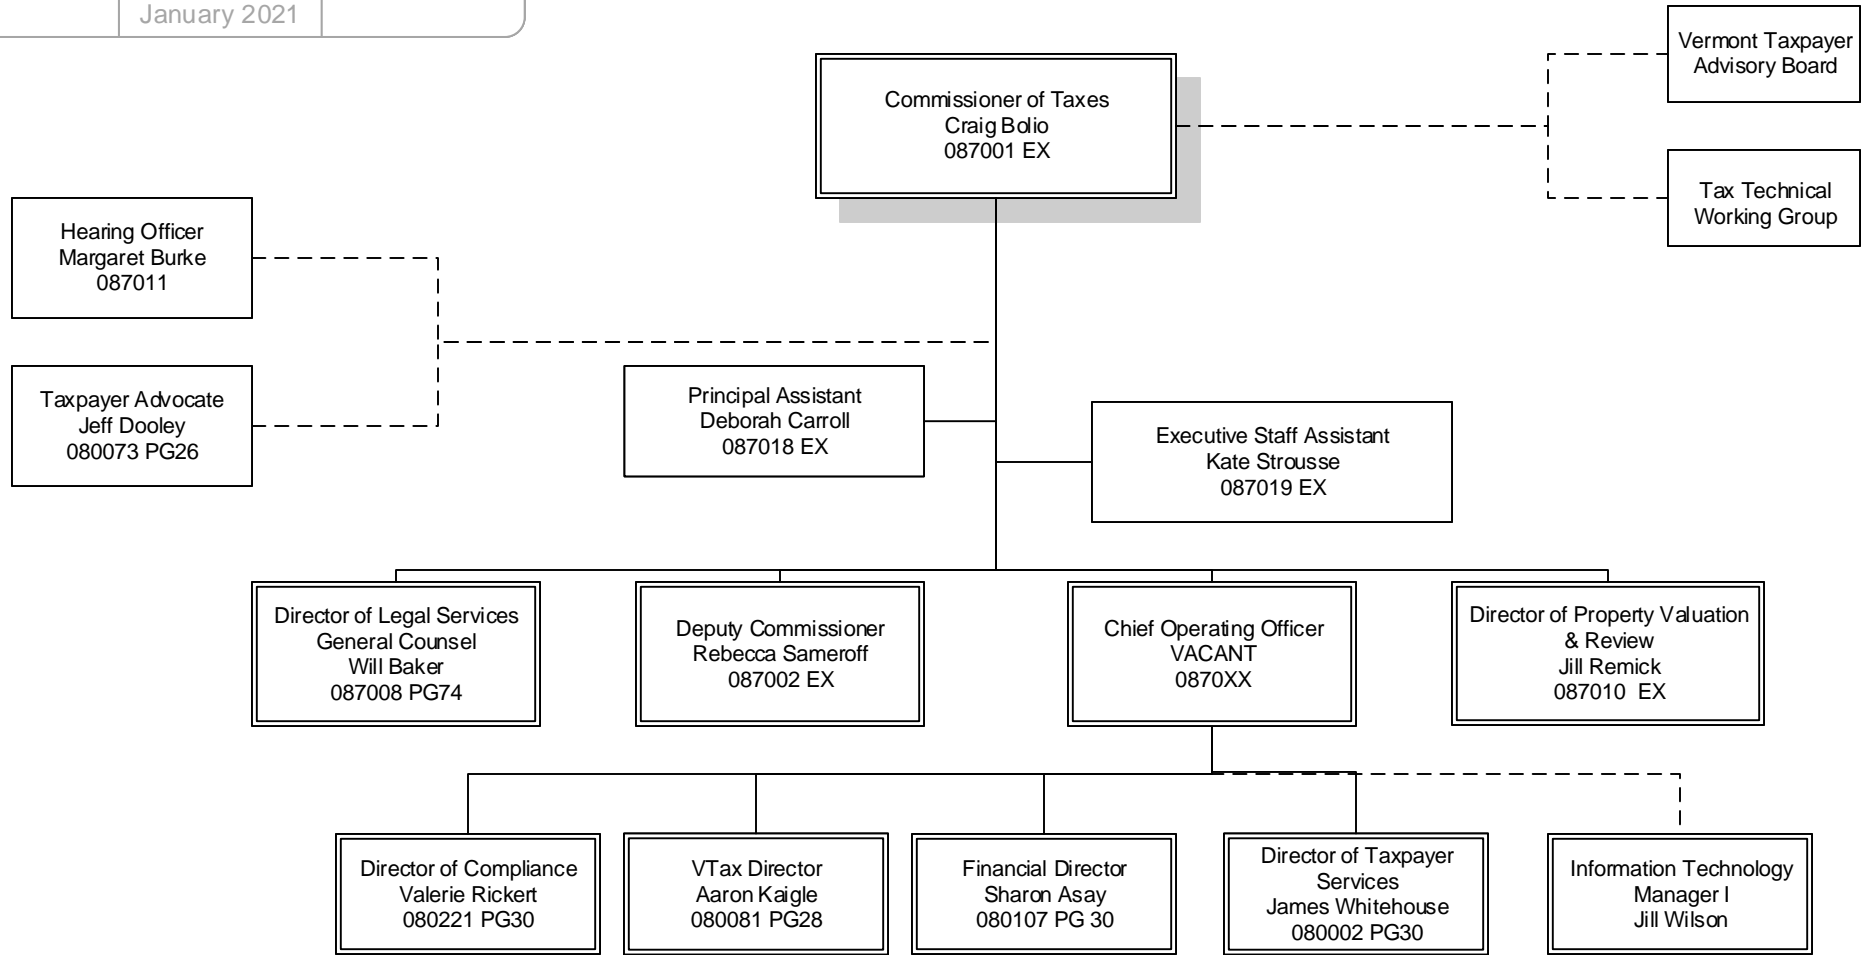 January 2021
Vermont Taxpayer
Advisory Board
Commissioner of Taxes
Craig Bolio
087001 EX
Tax Technical
Working Group
Hearing Officer
Margaret Burke
087011
Taxpayer Advocate
Jeff Dooley
080073 PG26
Principal Assistant
Deborah Carroll
087018 EX
Executive Staff Assistant
Kate Strousse
087019 EX
Director of Legal Services
General Counsel
Will Baker
087008 PG74
Deputy Commissioner
Rebecca Sameroff
087002 EX
Chief Operating Officer
VACANT
0870XX
Director of Property Valuation
& Review
Jill Remick
087010 EX
Director of Compliance
Valerie Rickert
080221 PG30
VTax Director
Aaron Kaigle
080081 PG28
Financial Director
Sharon Asay
080107 PG 30
Director of Taxpayer
Services
James Whitehouse
080002 PG30
Information Technology
Manager I
Jill Wilson